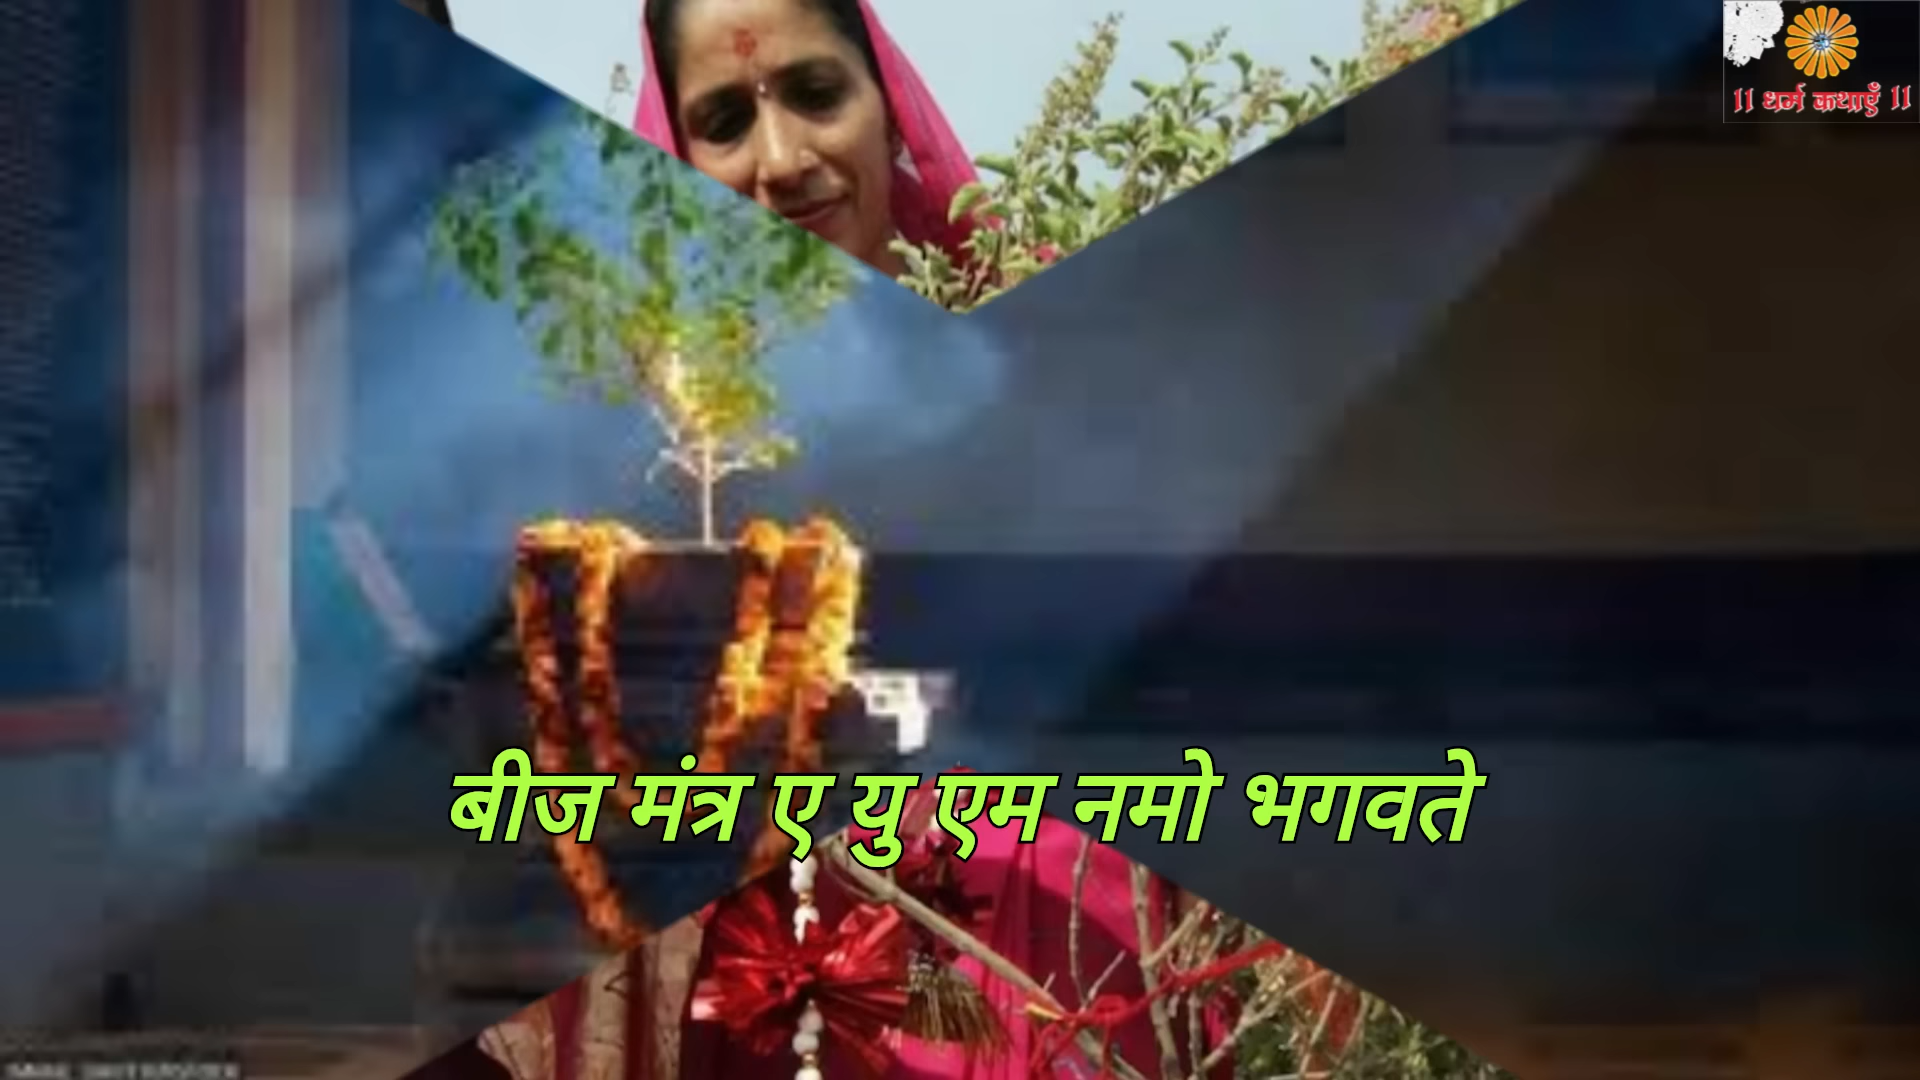 ॥ धर्म कथाएँ ॥
बीज मंत्र ए यु एम नमो भगवते